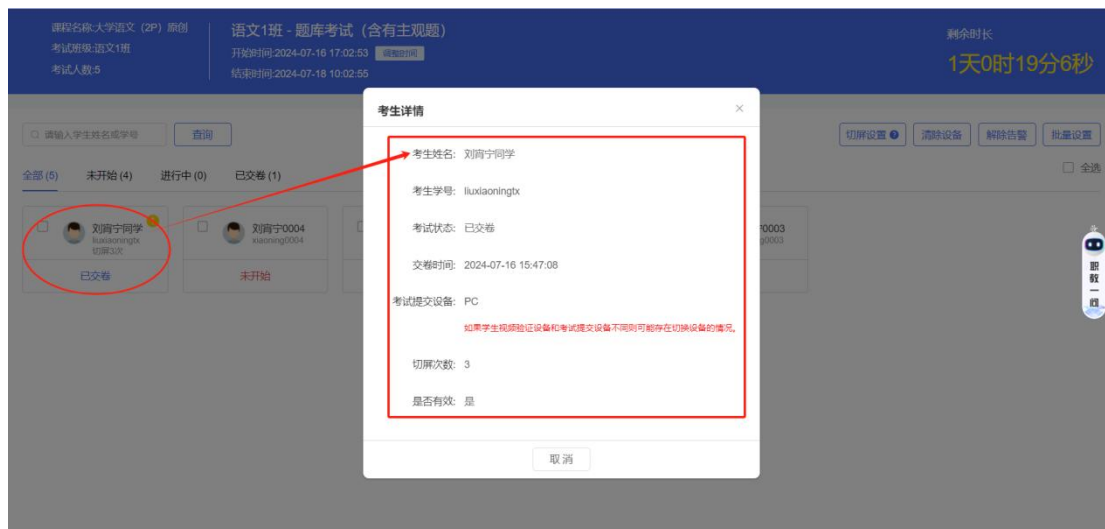 课程名称:大学语文（2P）原创
考试班级:语文1班
考试人数:5
语文1班 - 题库考试（含有主观题）
开始时间:2024-07-16 17:02:53 调整时间
结束时间:2024-07-18 10:02:55
剩余时长
1天0时19分6秒
请输入学生姓名或学号 查询
切屏设置 清除设备 解除告警 批量设置
全部 (5) 未开始 (4) 进行中 (0) 已交卷 (1)
全选
刘宵宁同学
liuxiaoningtx
切屏3次
已交卷
刘宵宁0004
xiaoning0004
未开始
0003
g0003
考生详情
考生姓名: 刘宵宁同学
考生学号: liuxiaoningtx
考试状态: 已交卷
交卷时间: 2024-07-16 15:47:08
考试提交设备: PC
如果学生视频验证设备和考试提交设备不同则可能存在切换设备的情况。
切屏次数: 3
是否有效: 是
取 消
职教一问